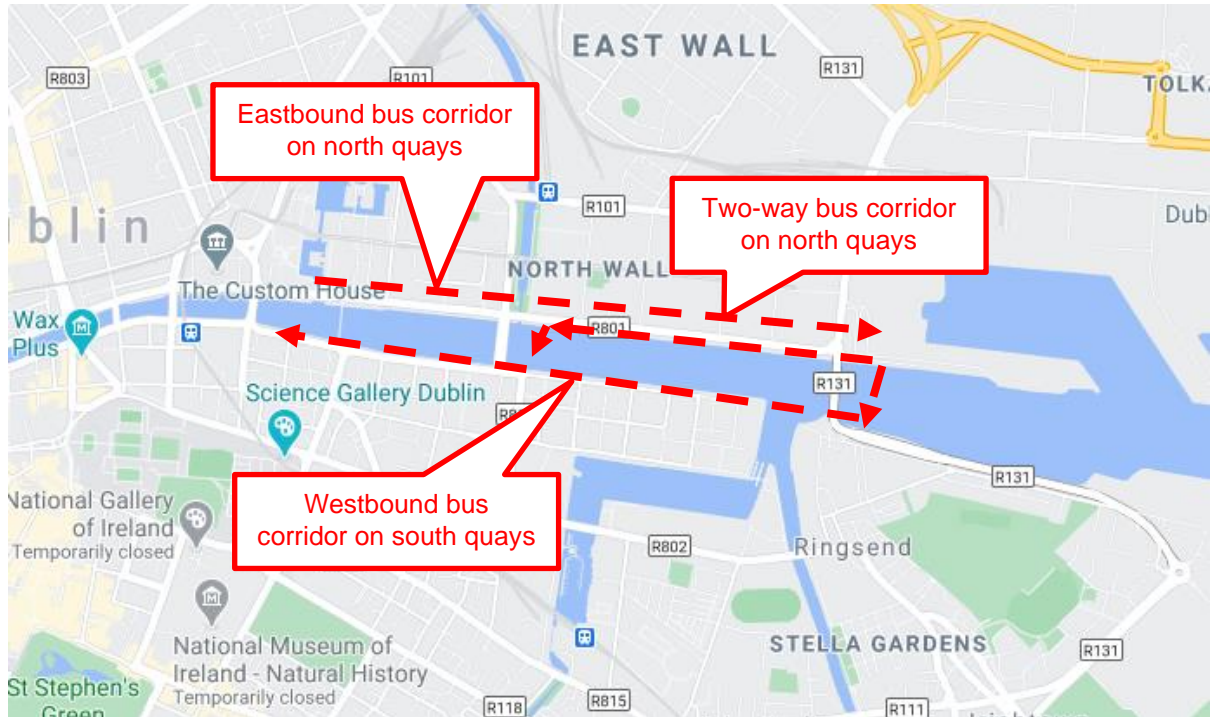 EAST WALL
R803
R101
R131
TOLKA
Eastbound bus corridor
on north quays
R101
Two-way bus corridor
on north quays
Dubl
blin
NORTH WALL
The Custom House
Wax
Plus
R801
R131
Science Gallery Dublin
R131
Westbound bus
corridor on south quays
National Gallery
of Ireland
Temporarily closed
R802
Ringsend
National Museum of
Ireland - Natural History
Temporarily closed
STELLA GARDENS
R131
St Stephen's
Green
R118
R815
R111